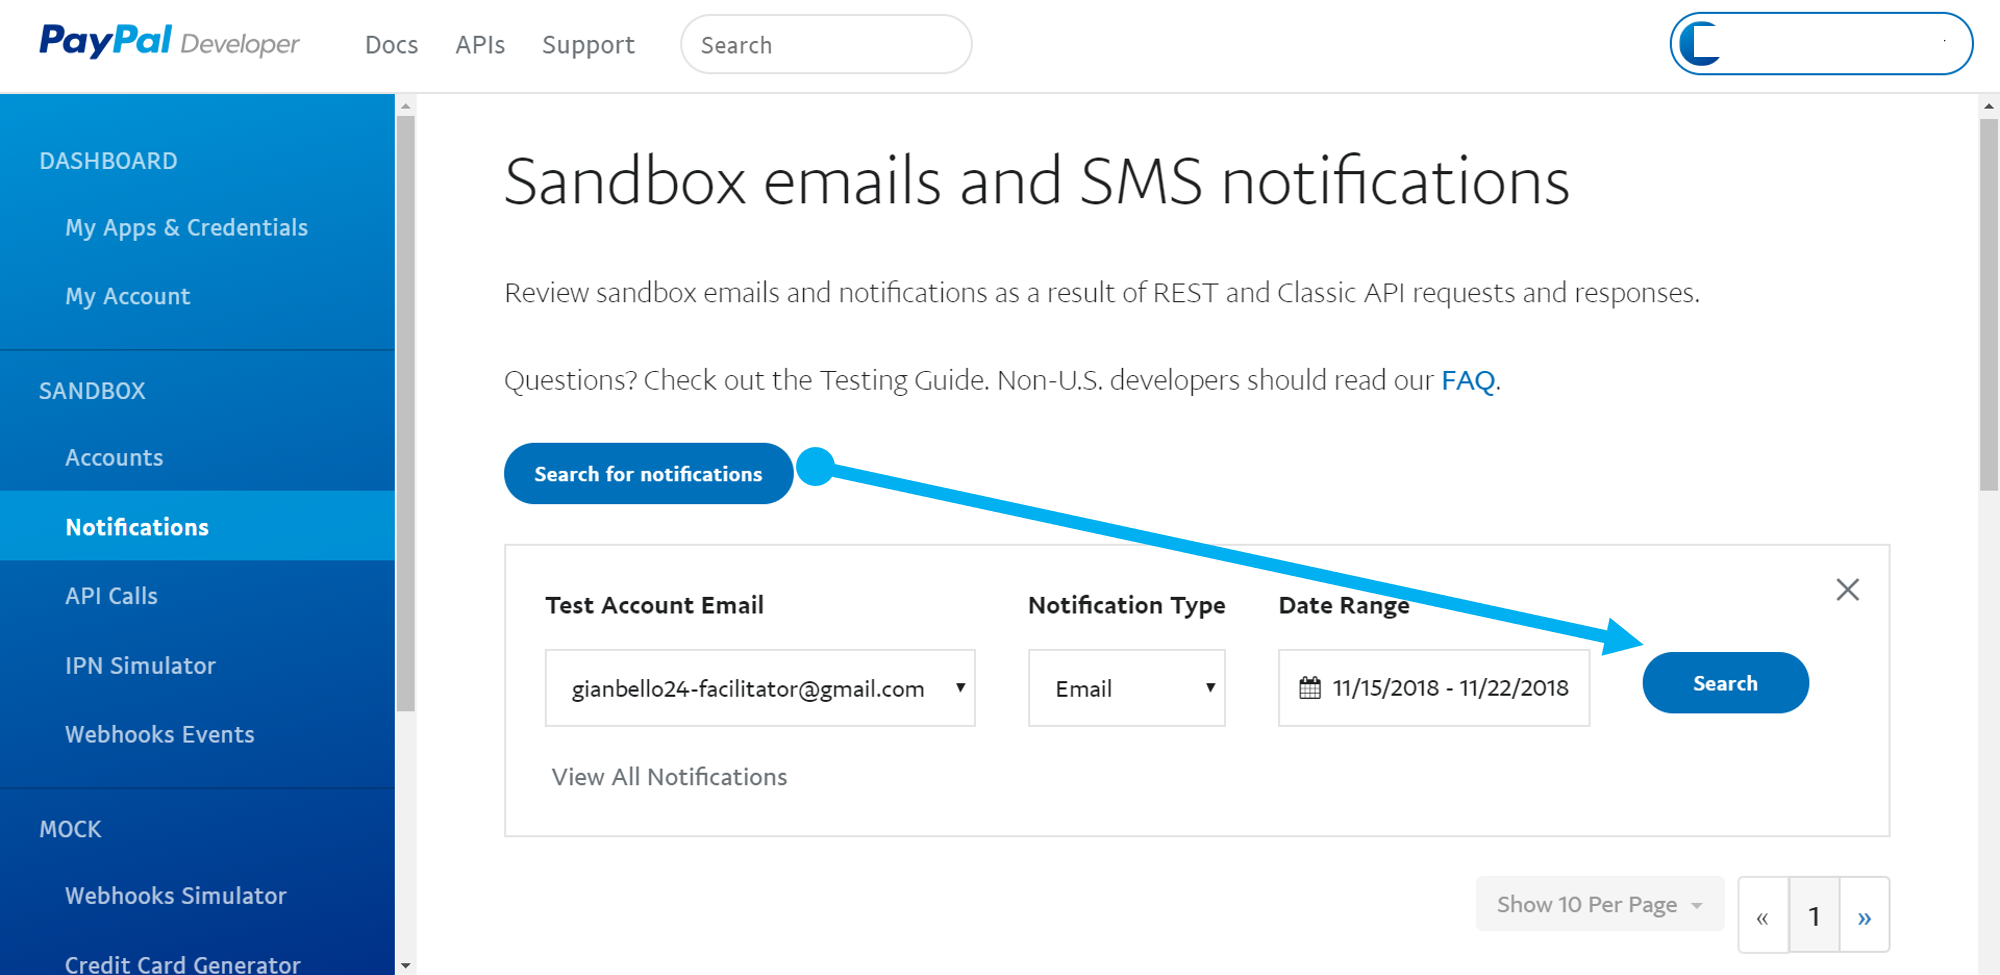 PayPal Developer
Docs APIs Support Search
DASHBOARD
My Apps & Credentials
My Account
SANDBOX
Accounts
Notifications
API Calls
IPN Simulator
Webhooks Events
MOCK
Webhooks Simulator
Credit Card Generator
Sandbox emails and SMS notifications
Review sandbox emails and notifications as a result of REST and Classic API requests and responses.
Questions? Check out the Testing Guide. Non-U.S. developers should read our FAQ.
Search for notifications
Test Account Email Notification Type Date Range
gianbello24-facilitator@gmail.com Email 11/15/2018 - 11/22/2018 Search
View All Notifications
Show 10 Per Page « 1 »